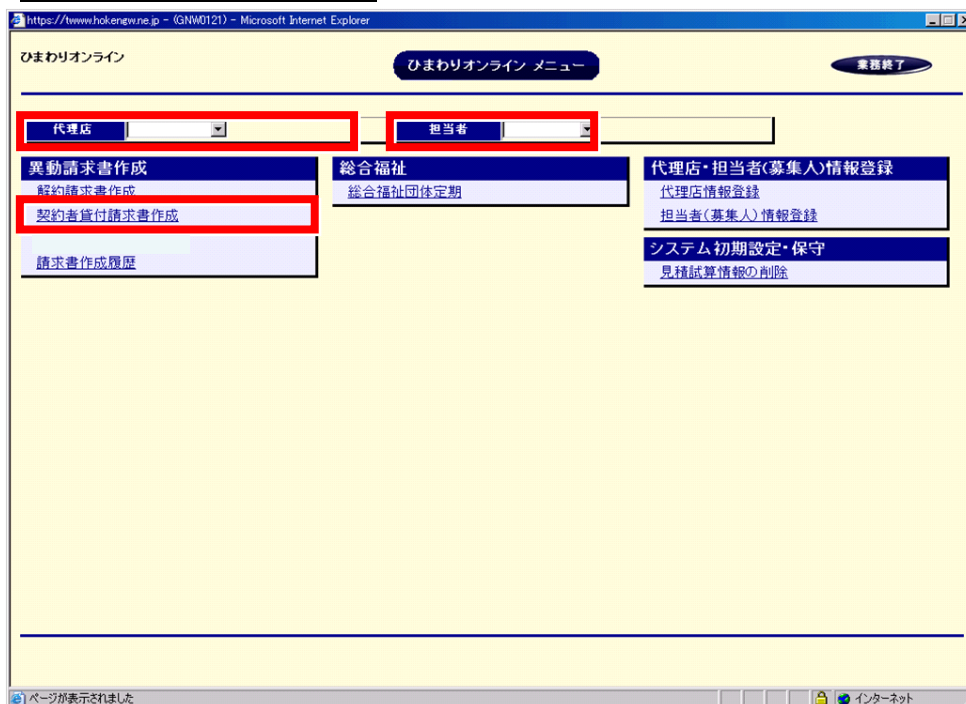 https://twww.hokengw.ne.jp - (GNW0121) - Microsoft Internet Explorer
ひまわりオンライン
ひまわりオンライン メニュー
業務終了
代理店
担当者
異動請求書作成
解約請求書作成
契約者貸付請求書作成
請求書作成履歴
総合福祉
総合福祉団体定期
代理店・担当者(募集人)情報登録
代理店情報登録
担当者(募集人)情報登録
システム初期設定・保守
見積試算情報の削除
ページが表示されました
インターネット